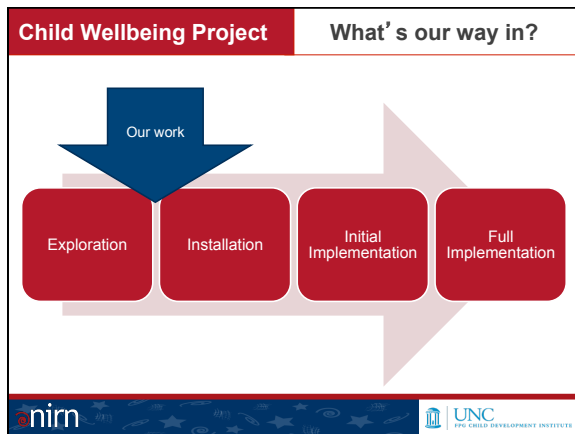 Child Wellbeing Project
What's our way in?
Our work
Exploration
Installation
Initial
Implementation
Full
Implementation
nirn
UNC
FPG CHILD DEVELOPMENT INSTITUTE